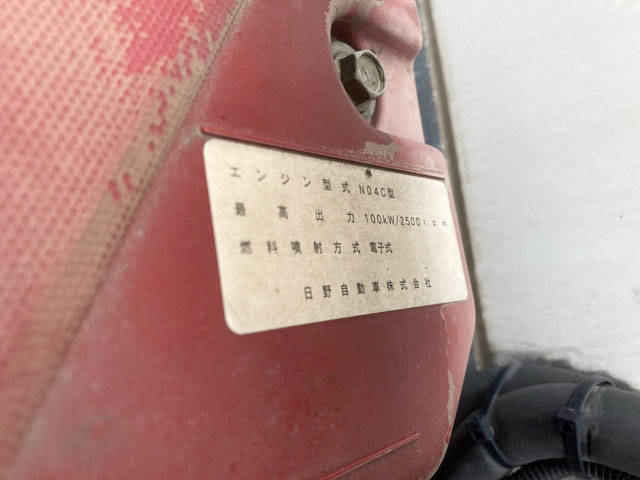 エンジン型式 N04C型
最高出力 100kW/2500r.p.m
燃料噴射方式 電子式
日野自動車株式会社